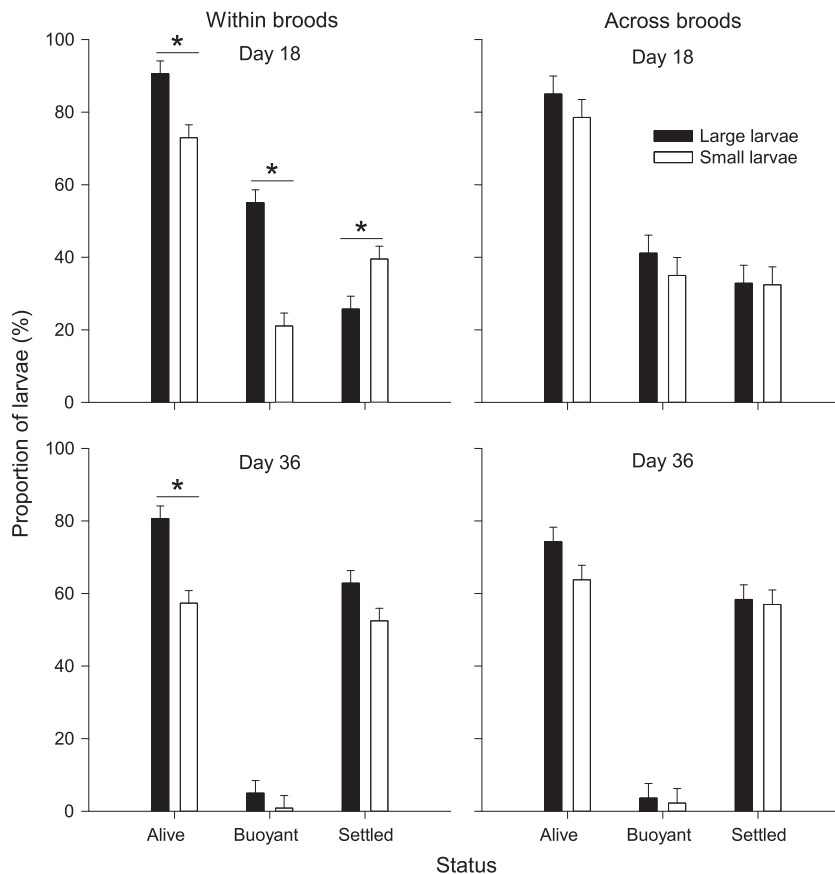 Within broods
Across broods
Day 18
Day 18
100
80
60
40
20
0
*
*
*
Large larvae
Small larvae
Proportion of larvae (%)
Day 36
Day 36
100
80
60
40
20
0
*
Alive Buoyant Settled
Alive Buoyant Settled
Status